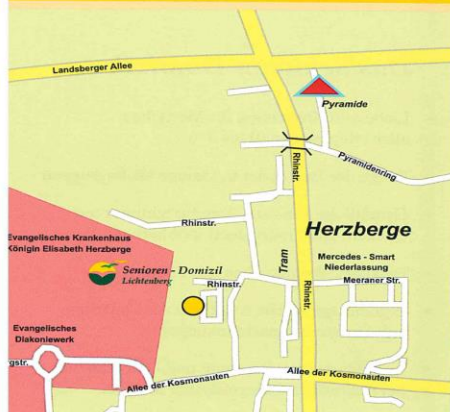 Landsberger Allee
Pyramide
Rhinstr.
Pyramidenring
Rhinstr.
Herzberge
Evangelisches Krankenhaus
Königin Elisabeth Herzberge
Tram
Mercedes - Smart
Niederlassung
Senioren - Domizil
Lichtenberg
Rhinstr.
Rhinstr.
Meeraner Str.
Evangelisches
Diakoniewerk
gstr.
Allee der Kosmonauten
Allee der Kosmonauten